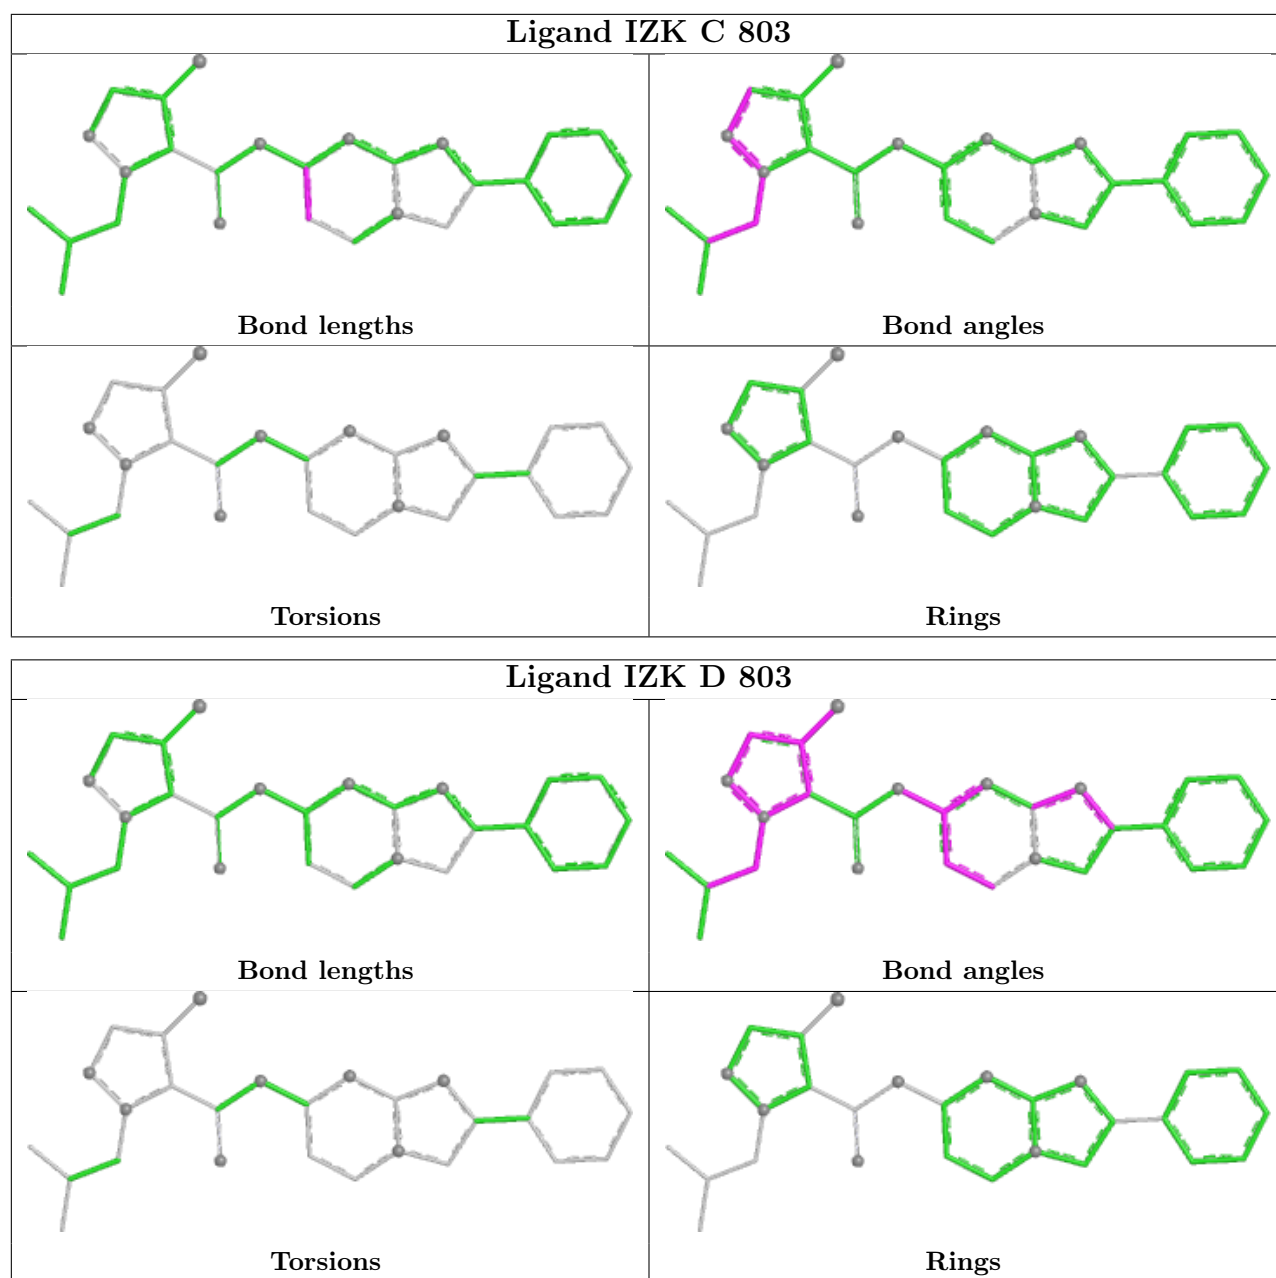 Ligand IZK C 803
Bond lengths
Bond angles
Torsions
Rings
Ligand IZK D 803
Bond lengths
Bond angles
Torsions
Rings